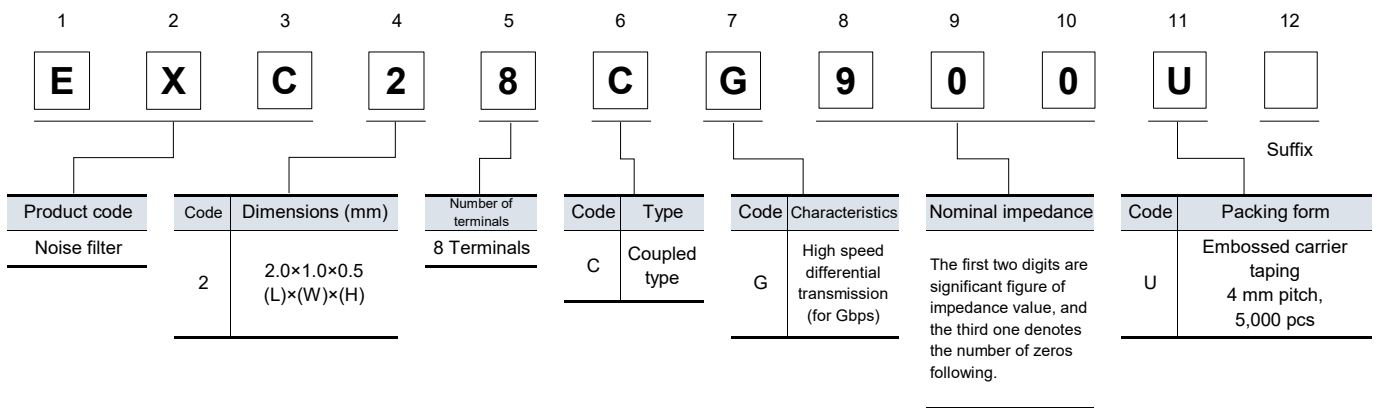 1 2 3 4 5 6 7 8 9 10 11 12
E X C 2 8 C G 9 0 0 U
Suffix
Product code
Noise filter
Code Dimensions (mm)
2
2.0×1.0×0.5
(L)×(W)×(H)
Number of
terminals
8 Terminals
Code Type
C
Coupled
type
Code Characteristics
G
High speed
differential
transmission
(for Gbps)
Nominal impedance
The first two digits are
significant figure of
impedance value, and
the third one denotes
the number of zeros
following.
Code Packing form
U
Embossed carrier
taping
4 mm pitch,
5,000 pcs